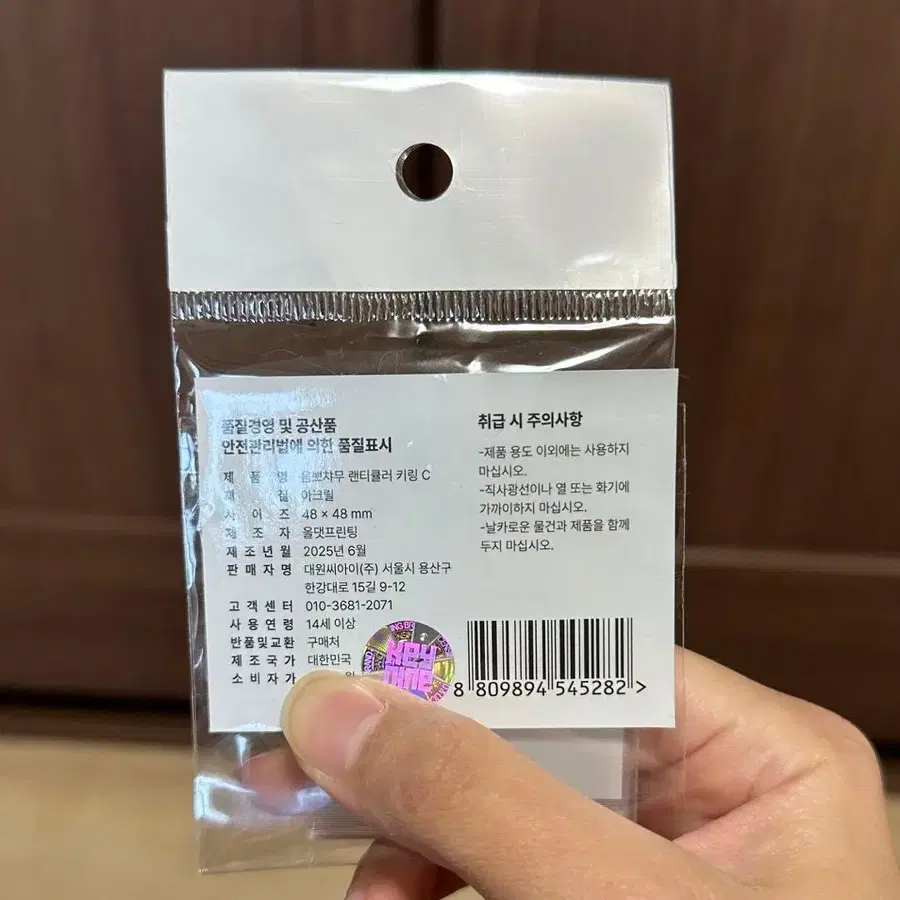 품질경영 및 공산품
안전관리법에 의한 품질표시
제 품 명 음뽀챠무 랜티큘러 키링 C
재 질 아크릴
사 이 즈 48 × 48 mm
제 조 자 올댓프린팅
제 조 년 월 2025년 6월
판 매 자 명 대원씨아이(주) 서울시 용산구
한강대로 15길 9-12
고 객 센 터 010-3681-2071
사 용 연 령 14세 이상
반품및교환 구매처
제 조 국 가 대한민국
소 비 자 가 원
취급 시 주의사항
-제품 용도 이외에는 사용하지
마십시오.
-직사광선이나 열 또는 화기에
가까이하지 마십시오.
-날카로운 물건과 제품을 함께
두지 마십시오.
8 809894 545282 >